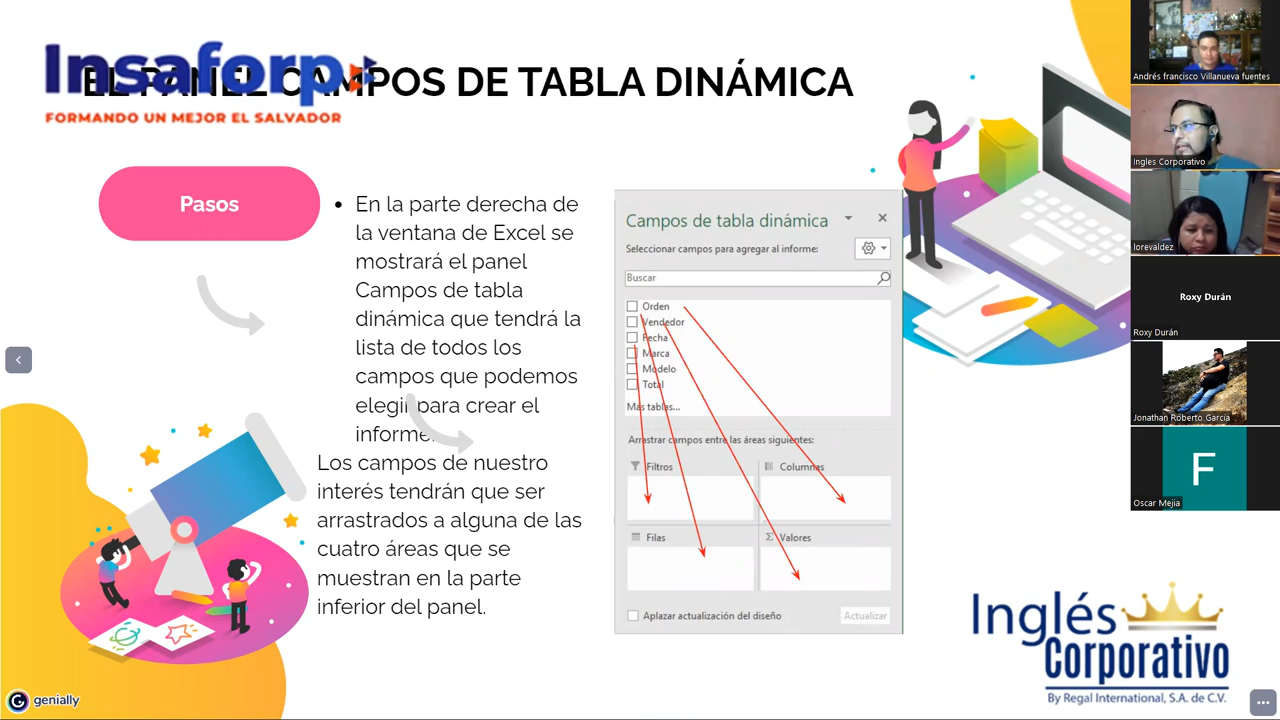 Insaforp
FORMANDO UN MEJOR EL SALVADOR
EL PANEL CAMPOS DE TABLA DINÁMICA
Pasos
• En la parte derecha de
la ventana de Excel se
mostrará el panel
Campos de tabla
dinámica que tendrá la
lista de todos los
campos que podemos
elegir para crear el
informe.
Los campos de nuestro
interés tendrán que ser
arrastrados a alguna de las
cuatro áreas que se
muestran en la parte
inferior del panel.
Campos de tabla dinámica
Seleccionar campos para agregar al informe:
Buscar
Orden
Vendedor
Fecha
Marca
Modelo
Total
Más tablas...
Arrastrar campos entre las áreas siguientes:
Filtros
Columnas
Filas
Σ Valores
Aplazar actualización del diseño
Actualizar
Andrés francisco Villanueva fuentes
Ingles Corporativo
lorevaldez
Roxy Durán
Roxy Durán
Jonathan Roberto Garcia
F
Oscar Mejia
Inglés
Corporativo
By Regal International, S.A. de C.V.
G genially